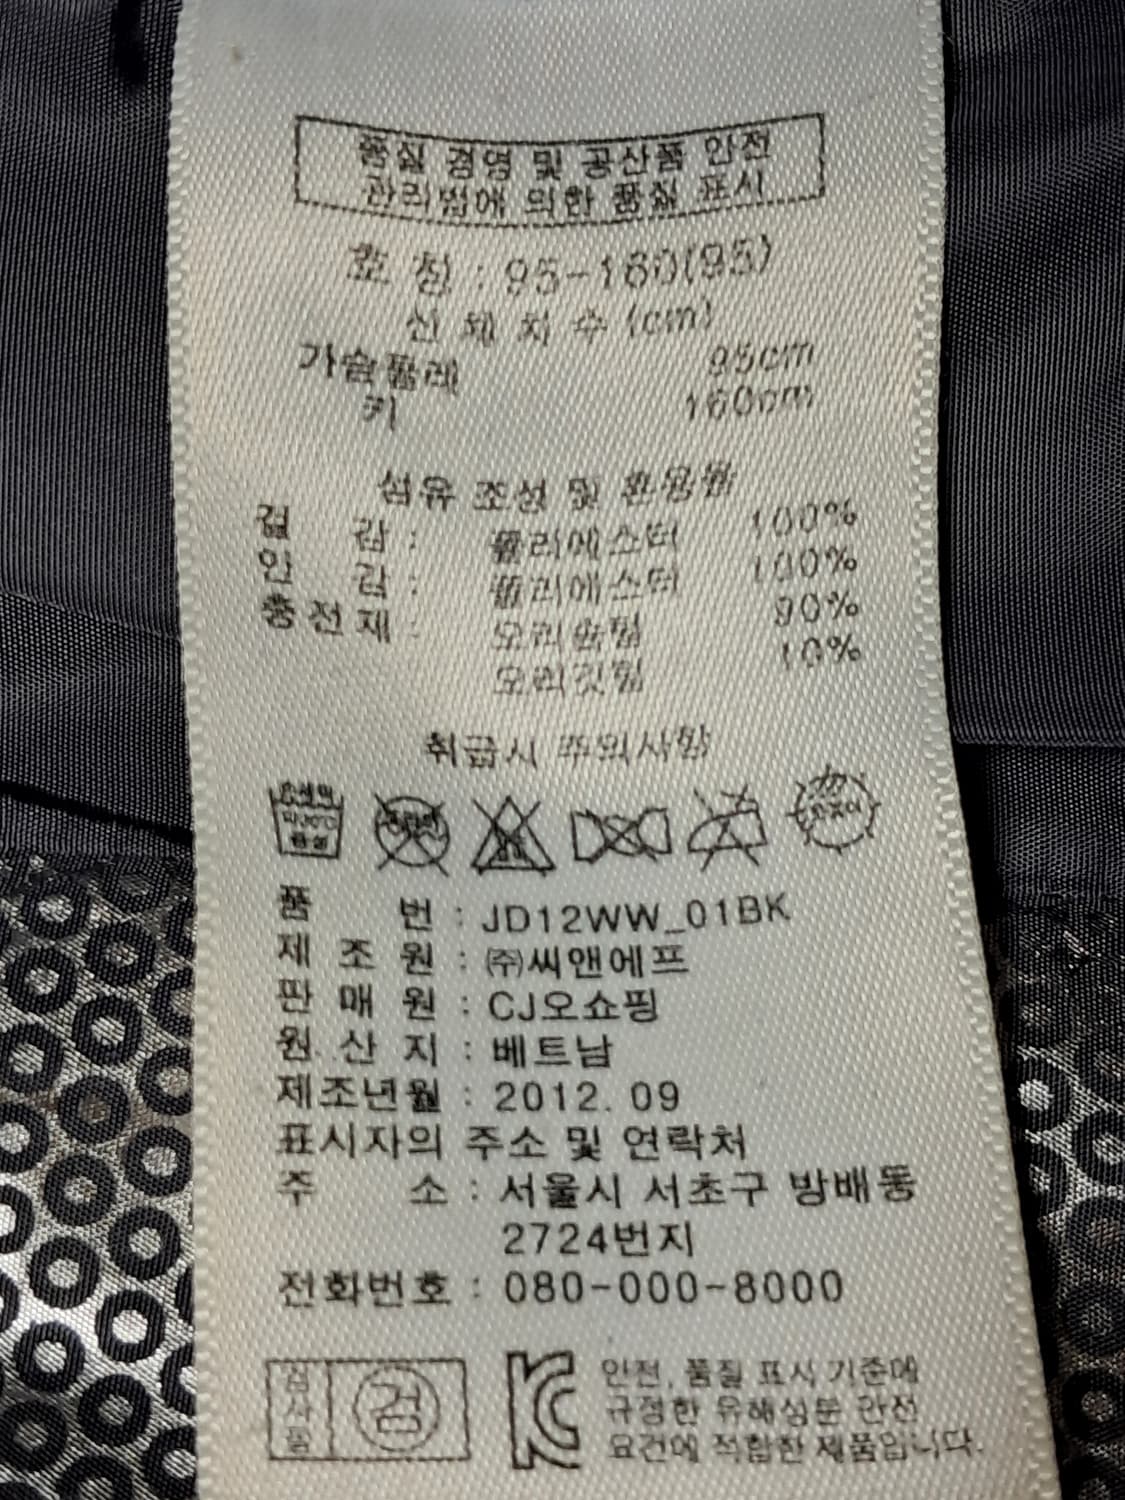 품질 경영 및 공산품 안전
관리법에 의한 품질 표시
호 칭 : 95-160(95)
신 체 치 수 (cm)
가슴둘레 95cm
키 160cm
섬유 조성 및 혼용율
겉 감 : 폴리에스터 100%
안 감 : 폴리에스터 100%
충전재 : 오리솜털 90%
오리깃털 10%
취급시 주의사항
품 번 : JD12WW_01BK
제 조 원 : ㈜씨앤에프
판 매 원 : CJ오쇼핑
원 산 지 : 베트남
제조년월 : 2012. 09
표시자의 주소 및 연락처
주 소 : 서울시 서초구 방배동
2724번지
전화번호 : 080-000-8000
검사품 검
안전, 품질 표시 기준에
규정한 유해성분 안전
요건에 적합한 제품입니다.